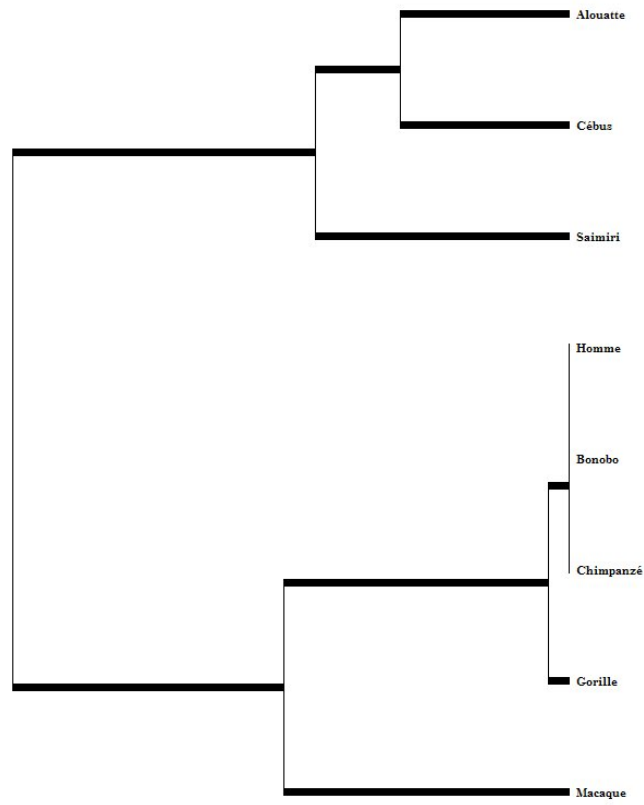 Alouatte
Cébus
Saimiri
Homme
Bonobo
Chimpanzé
Gorille
Macaque